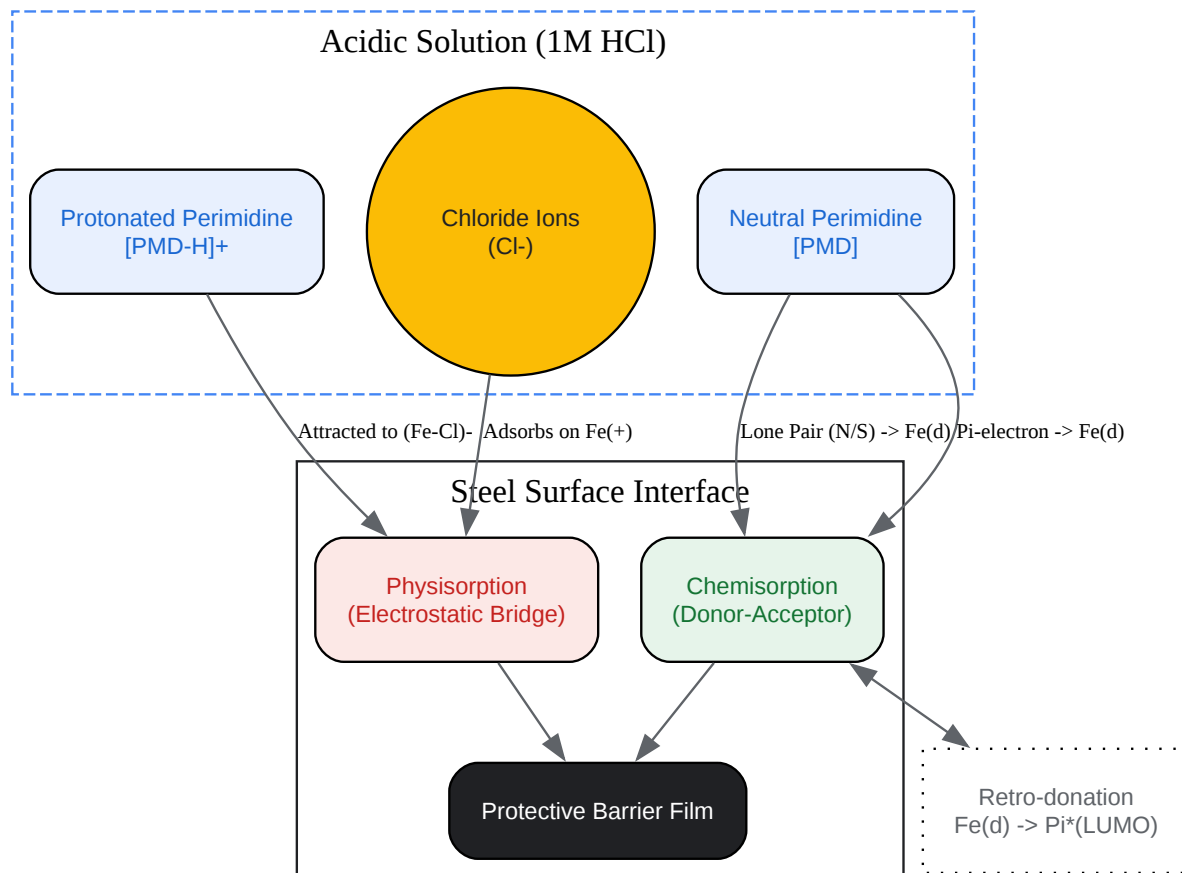 Acidic Solution (1M HCl)
Protonated Perimidine
[PMD-H]+
Chloride Ions
(Cl-)
Neutral Perimidine
[PMD]
Attracted to (Fe-Cl)-
Adsorbs on Fe(+)
Lone Pair (N/S) -> Fe(d)
Pi-electron -> Fe(d)
Steel Surface Interface
Physisorption
(Electrostatic Bridge)
Chemisorption
(Donor-Acceptor)
Protective Barrier Film
Retro-donation
Fe(d) -> Pi*(LUMO)